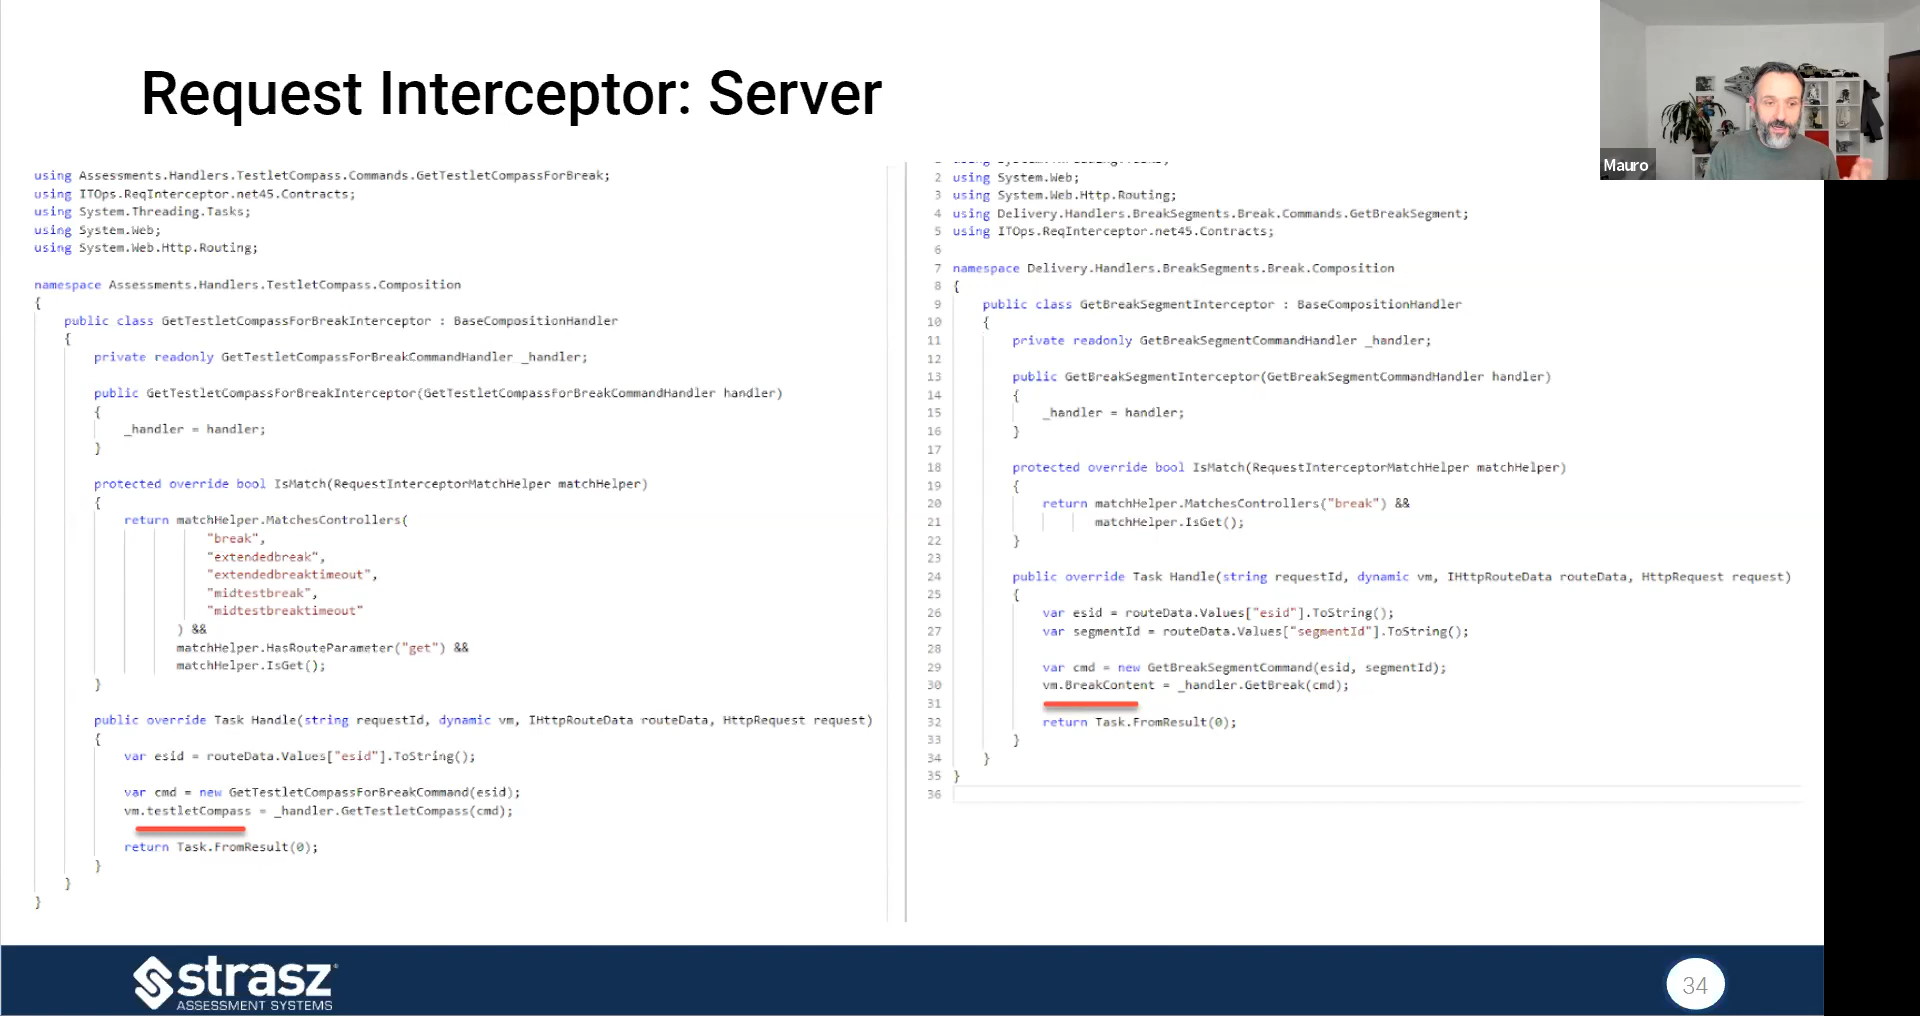 Request Interceptor: Server
Mauro
using Assessments.Handlers.TestletCompass.Commands.GetTestletCompassForBreak;
using ITOps.ReqInterceptor.net45.Contracts;
using System.Threading.Tasks;
using System.Web;
using System.Web.Http.Routing;
namespace Assessments.Handlers.TestletCompass.Composition
{
public class GetTestletCompassForBreakInterceptor : BaseCompositionHandler
{
private readonly GetTestletCompassForBreakCommandHandler _handler;
public GetTestletCompassForBreakInterceptor(GetTestletCompassForBreakCommandHandler handler)
{
_handler = handler;
}
protected override bool IsMatch(RequestInterceptorMatchHelper matchHelper)
{
return matchHelper.MatchesControllers(
"break",
"extendedbreak",
"extendedbreaktimeout",
"midtestbreak",
"midtestbreaktimeout"
) &&
matchHelper.HasRouteParameter("get") &&
matchHelper.IsGet();
}
public override Task Handle(string requestId, dynamic vm, IHttpRouteData routeData, HttpRequest request)
{
var esid = routeData.Values["esid"].ToString();
var cmd = new GetTestletCompassForBreakCommand(esid);
vm.testletCompass = _handler.GetTestletCompass(cmd);
return Task.FromResult(0);
}
}
}
2 using System.Web;
3 using System.Web.Http.Routing;
4 using Delivery.Handlers.BreakSegments.Break.Commands.GetBreakSegment;
5 using ITOps.ReqInterceptor.net45.Contracts;
6
7 namespace Delivery.Handlers.BreakSegments.Break.Composition
8 {
9 public class GetBreakSegmentInterceptor : BaseCompositionHandler
10 {
11 private readonly GetBreakSegmentCommandHandler _handler;
12
13 public GetBreakSegmentInterceptor(GetBreakSegmentCommandHandler handler)
14 {
15 _handler = handler;
16 }
17
18 protected override bool IsMatch(RequestInterceptorMatchHelper matchHelper)
19 {
20 return matchHelper.MatchesControllers("break") &&
21 matchHelper.IsGet();
22 }
23
24 public override Task Handle(string requestId, dynamic vm, IHttpRouteData routeData, HttpRequest request)
25 {
26 var esid = routeData.Values["esid"].ToString();
27 var segmentId = routeData.Values["segmentId"].ToString();
28
29 var cmd = new GetBreakSegmentCommand(esid, segmentId);
30 vm.BreakContent = _handler.GetBreak(cmd);
31
32 return Task.FromResult(0);
33 }
34 }
35 }
36
strasz
ASSESSMENT SYSTEMS
34